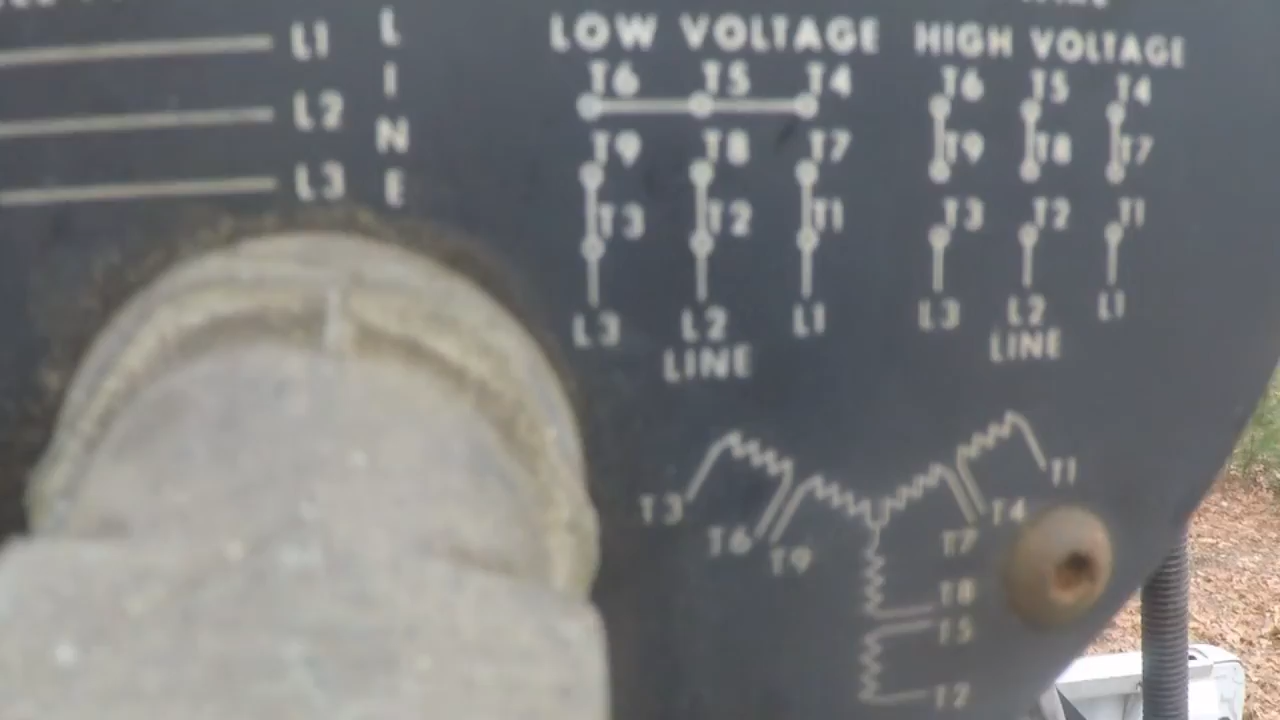 L1
L2
L3
LINE
LOW VOLTAGE
T6 T5 T4
T9 T8 T7
T3 T2 T1
L3 L2 L1
LINE
HIGH VOLTAGE
T6 T5 T4
T9 T8 T7
T3 T2 T1
L3 L2 L1
LINE
T3
T6
T9
T1
T4
T7
T8
T5
T2